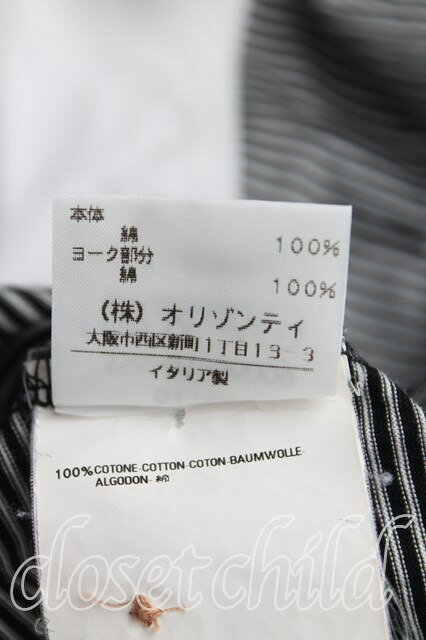 本体
綿 100%
ヨーク部分
綿 100%
(株) オリゾンティ
大阪市西区新町1丁目13-3
イタリア製
100%COTONE-COTTON-COTON-BAUMWOLLE-
ALGODON-綿
closet child